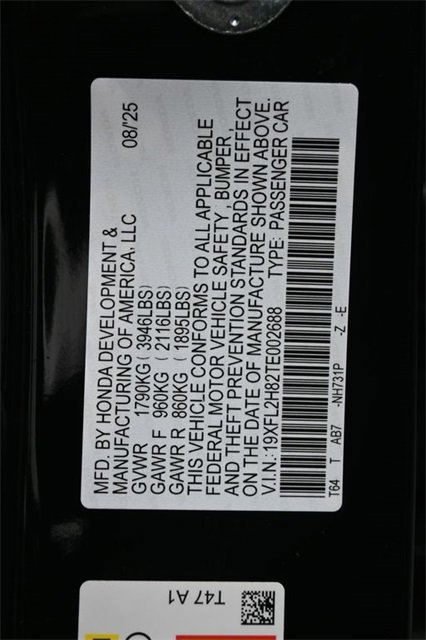 MFD. BY HONDA DEVELOPMENT &
MANUFACTURING OF AMERICA, LLC 08/'25
GVWR 1790KG ( 3946LBS)
GAWR F 960KG ( 2116LBS)
GAWR R 860KG ( 1895LBS)
THIS VEHICLE CONFORMS TO ALL APPLICABLE
FEDERAL MOTOR VEHICLE SAFETY, BUMPER,
AND THEFT PREVENTION STANDARDS IN EFFECT
ON THE DATE OF MANUFACTURE SHOWN ABOVE.
V.I.N.:19XFL2H82TE002688 TYPE: PASSENGER CAR
T64 T AB7 -NH731P -Z -E
T47 A1